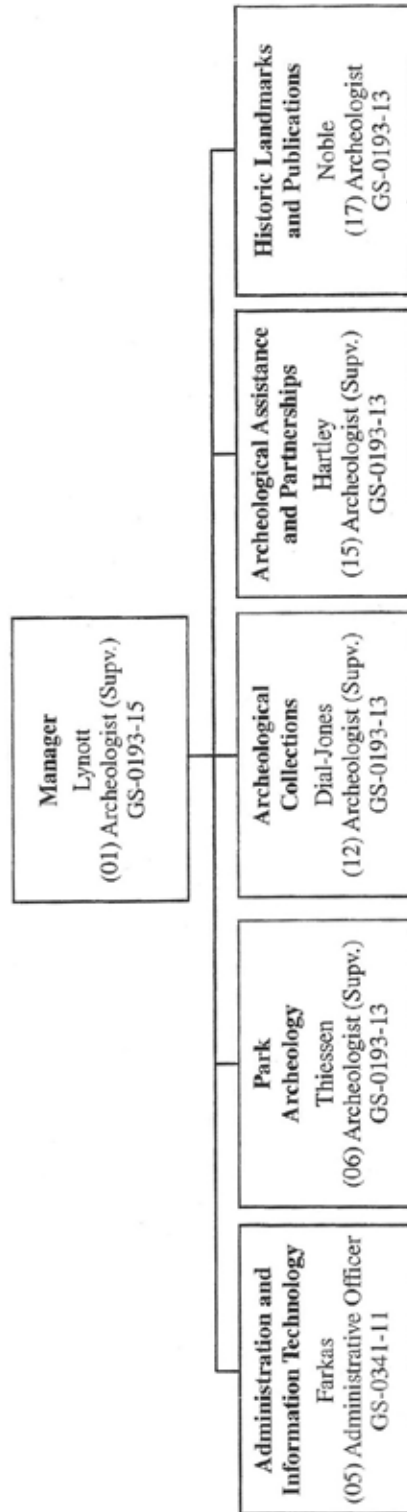 Manager
Lynott
(01) Archeologist (Supv.)
GS-0193-15
Administration and
Information Technology
Farkas
(05) Administrative Officer
GS-0341-11
Park
Archeology
Thiessen
(06) Archeologist (Supv.)
GS-0193-13
Archeological
Collections
Dial-Jones
(12) Archeologist (Supv.)
GS-0193-13
Archeological Assistance
and Partnerships
Hartley
(15) Archeologist (Supv.)
GS-0193-13
Historic Landmarks
and Publications
Noble
(17) Archeologist
GS-0193-13